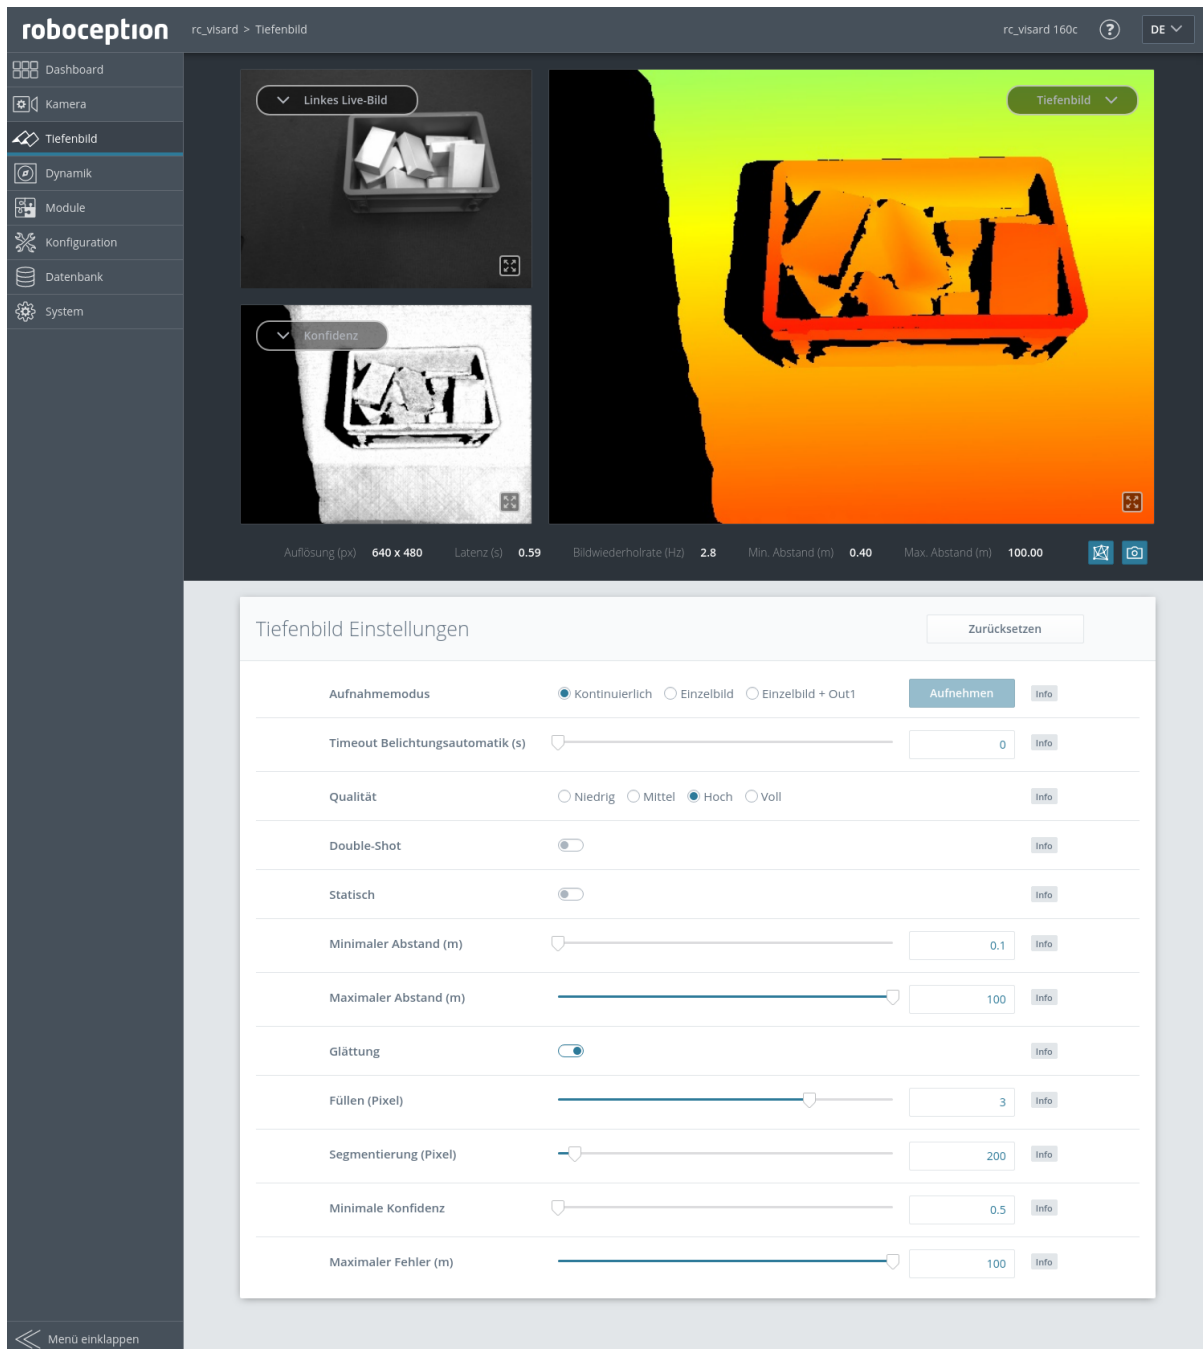 roboception
rc_visard > Tiefenbild
rc_visard 160c
?
DE
Dashboard
Kamera
Tiefenbild
Dynamik
Module
Konfiguration
Datenbank
System
Menü einklappen
Linkes Live-Bild
Tiefenbild
Konfidenz
Auflösung (px) 640 x 480 Latenz (s) 0.59 Bildwiederholrate (Hz) 2.8 Min. Abstand (m) 0.40 Max. Abstand (m) 100.00
Tiefenbild Einstellungen Zurücksetzen
Aufnahmemodus Kontinuierlich Einzelbild Einzelbild + Out1 Aufnehmen Info
Timeout Belichtungsautomatik (s) 0 Info
Qualität Niedrig Mittel Hoch Voll Info
Double-Shot Info
Statisch Info
Minimaler Abstand (m) 0.1 Info
Maximaler Abstand (m) 100 Info
Glättung Info
Füllen (Pixel) 3 Info
Segmentierung (Pixel) 200 Info
Minimale Konfidenz 0.5 Info
Maximaler Fehler (m) 100 Info